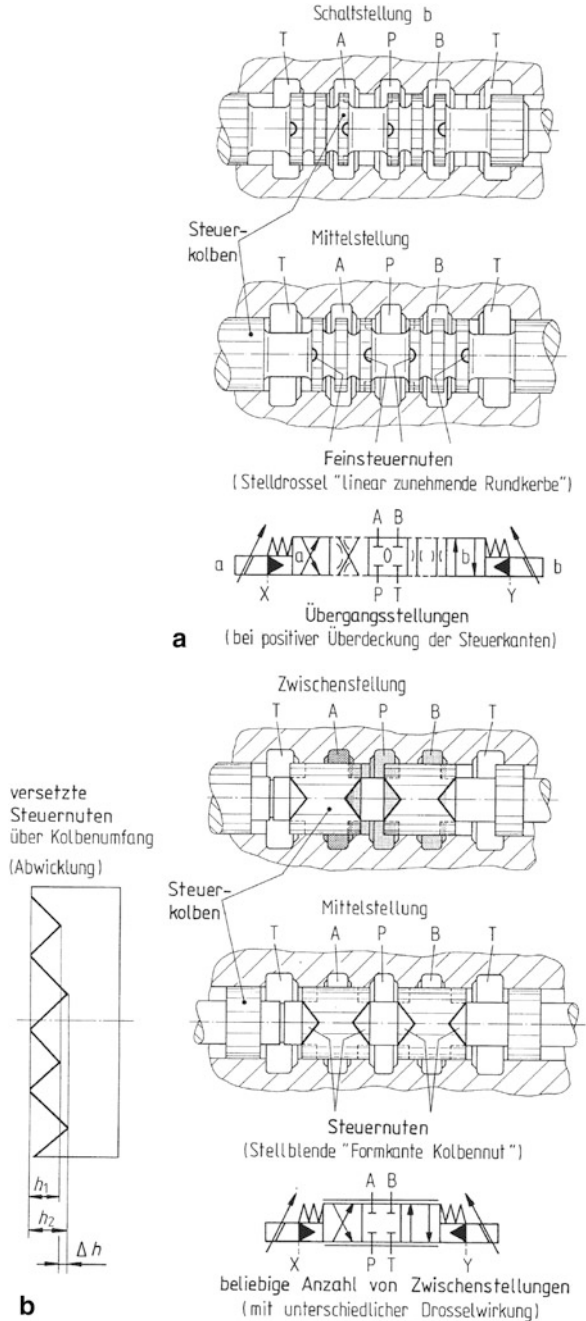 Schaltstellung b
T A P B T
Steuer-
kolben
Mittelstellung
T A P B T
Feinsteuernuten
(Stelldrossel "linear zunehmende Rundkerbe")
A B
a a 0 b b
X P T Y
Übergangsstellungen
(bei positiver Überdeckung der Steuerkanten)
a
Zwischenstellung
T A P B T
versetzte
Steuernuten
über Kolbenumfang
(Abwicklung)
Steuer-
kolben
Mittelstellung
T A P B T
Steuernuten
(Stellblende "Formkante Kolbennut")
h1
h2
Δh
A B
X P T Y
beliebige Anzahl von Zwischenstellungen
(mit unterschiedlicher Drosselwirkung)
b